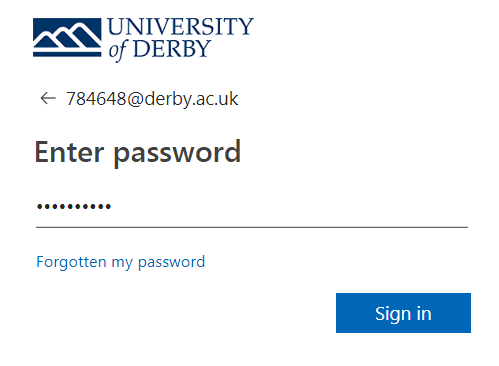 UNIVERSITY
of DERBY
← 784648@derby.ac.uk
Enter password
••••••••••
Forgotten my password
Sign in